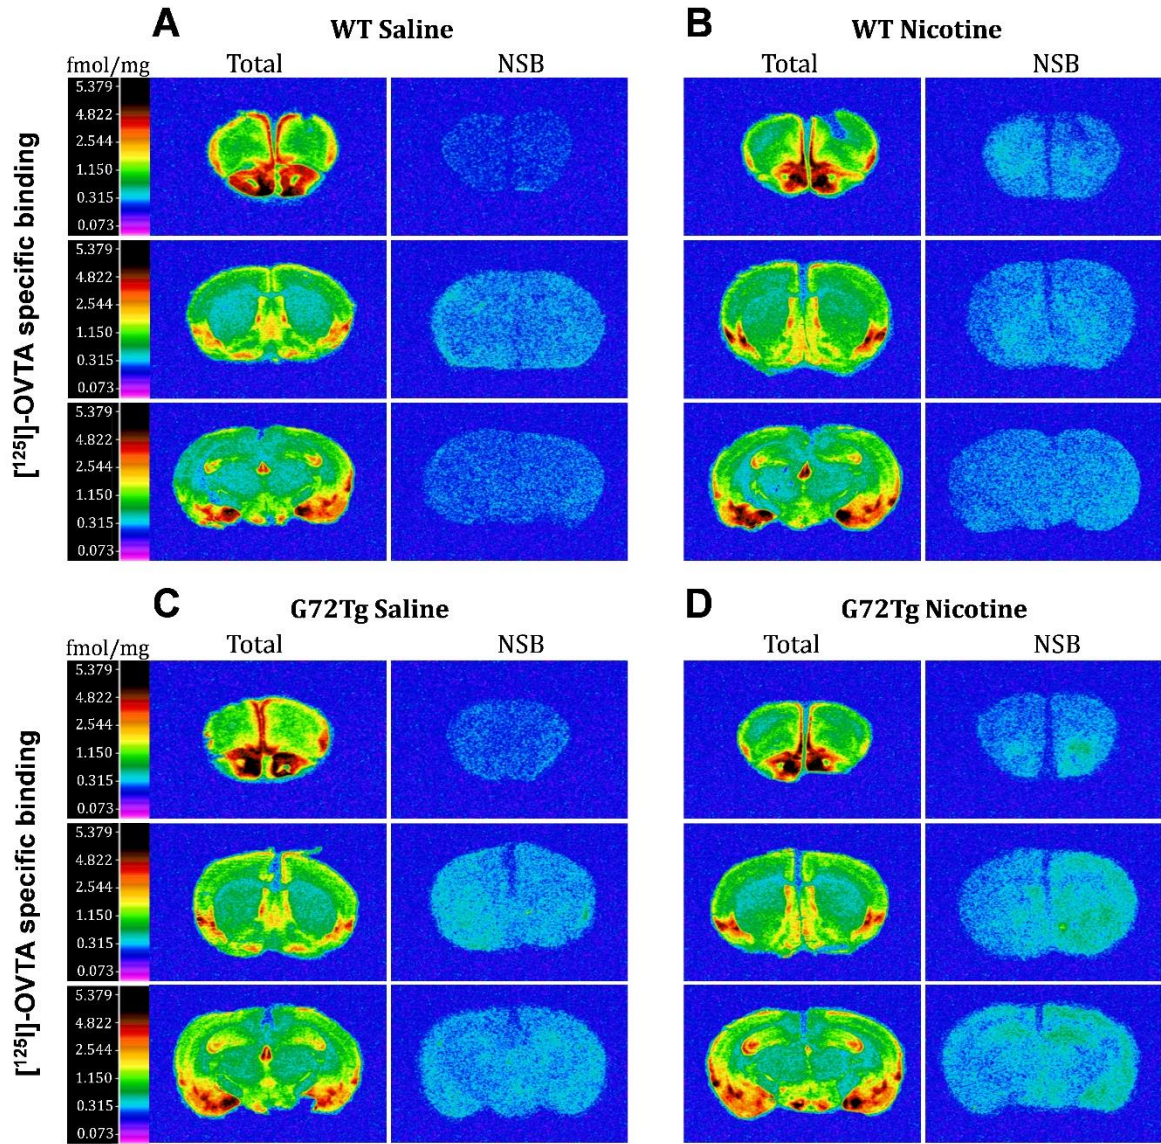 A
WT Saline
fmol/mg
Total
NSB
5.379
4.822
2.544
1.150
0.315
0.073
5.379
4.822
2.544
1.150
0.315
0.073
5.379
4.822
2.544
1.150
0.315
0.073
[¹²⁵I]-OVTA specific binding
B
WT Nicotine
Total
NSB
C
G72Tg Saline
fmol/mg
Total
NSB
5.379
4.822
2.544
1.150
0.315
0.073
5.379
4.822
2.544
1.150
0.315
0.073
5.379
4.822
2.544
1.150
0.315
0.073
[¹²⁵I]-OVTA specific binding
D
G72Tg Nicotine
Total
NSB